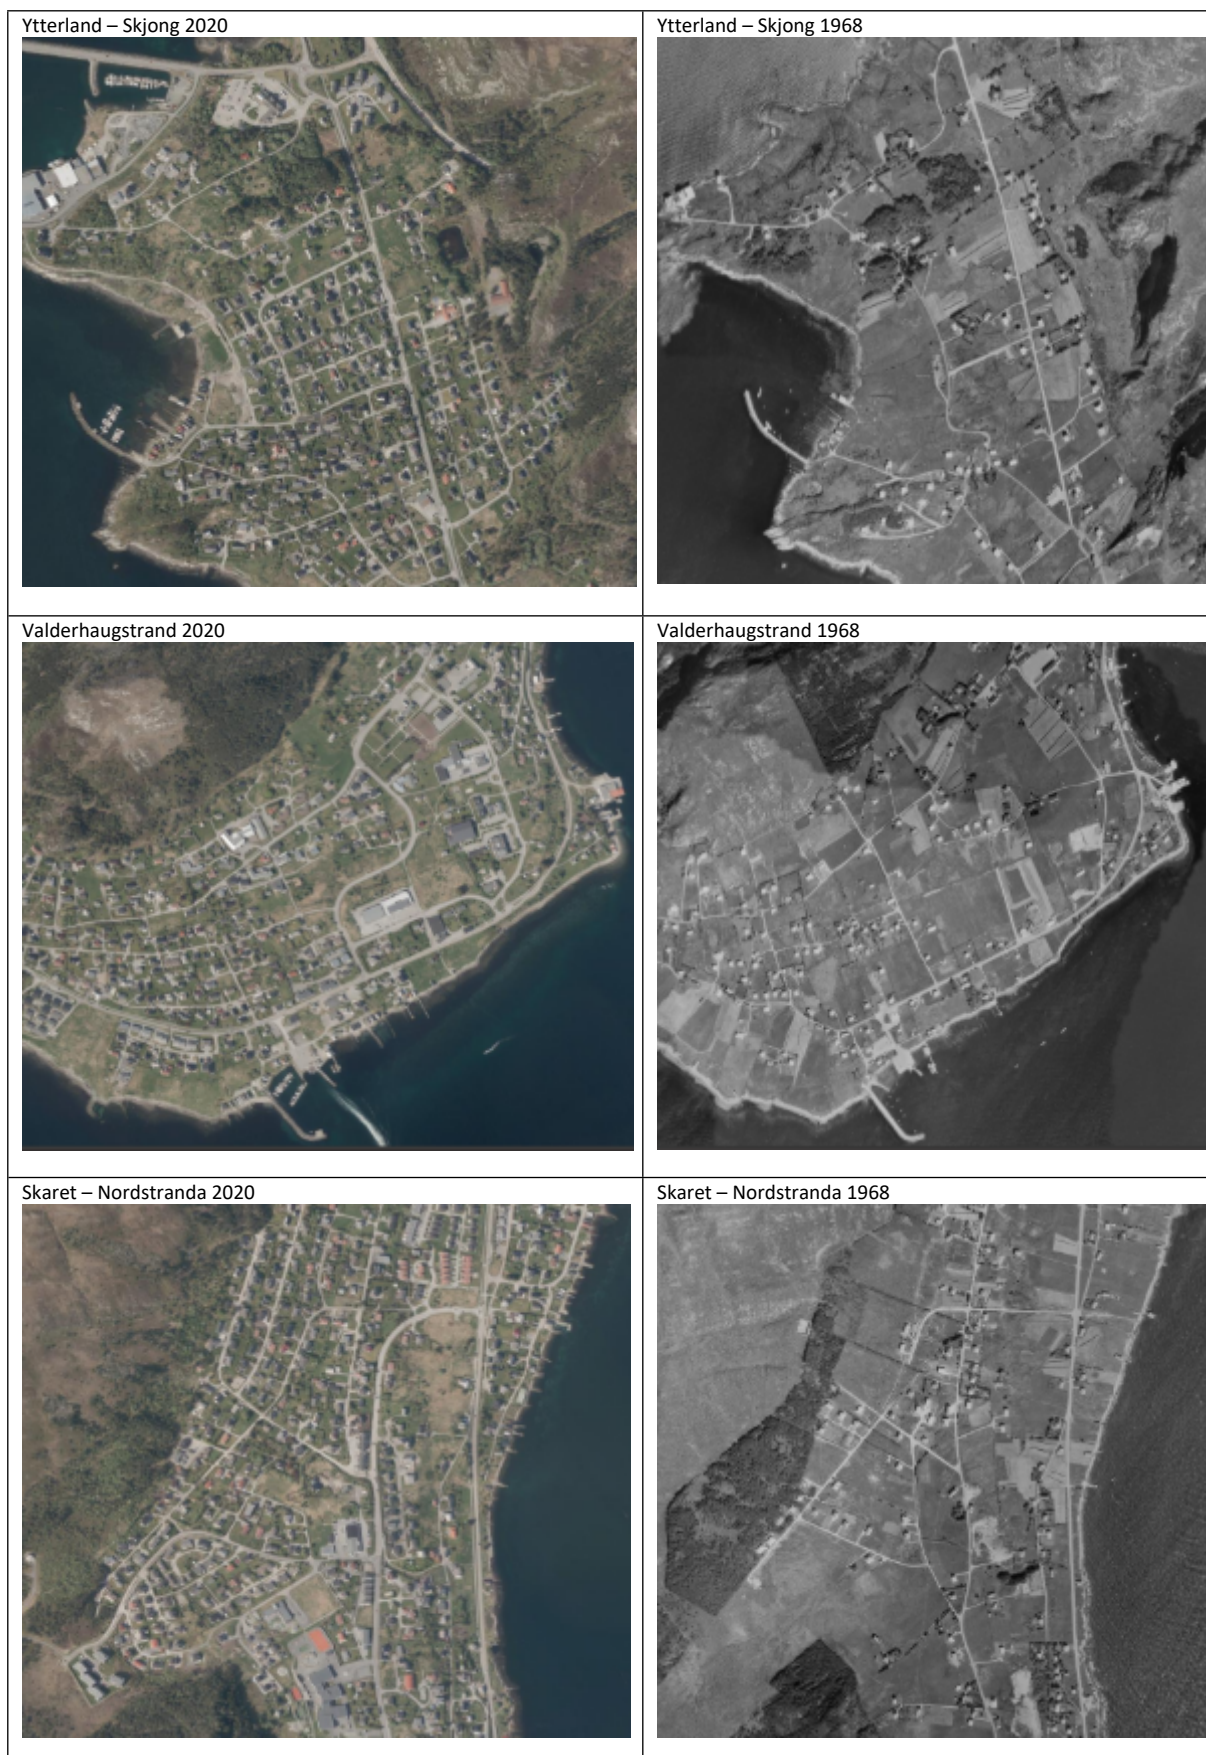 Ytterland – Skjong 2020
Ytterland – Skjong 1968
Valderhaugstrand 2020
Valderhaugstrand 1968
Skaret – Nordstranda 2020
Skaret – Nordstranda 1968